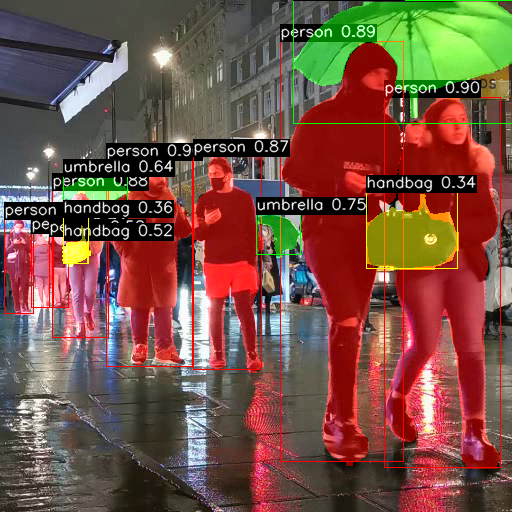 person 0.89
person 0.90
person 0.9
person 0.87
umbrella 0.64
0.88
handbag 0.34
umbrella 0.75
person
handbag 0.36
handbag 0.52